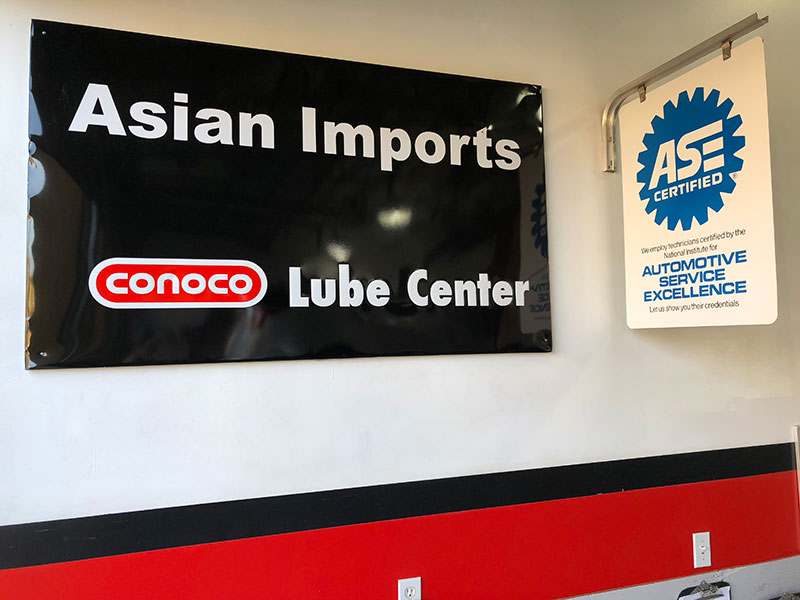 Asian Imports
CONOCO Lube Center
ASE
CERTIFIED
We employ technicians certified by the
National Institute for
AUTOMOTIVE
SERVICE
EXCELLENCE
Let us show you their credentials